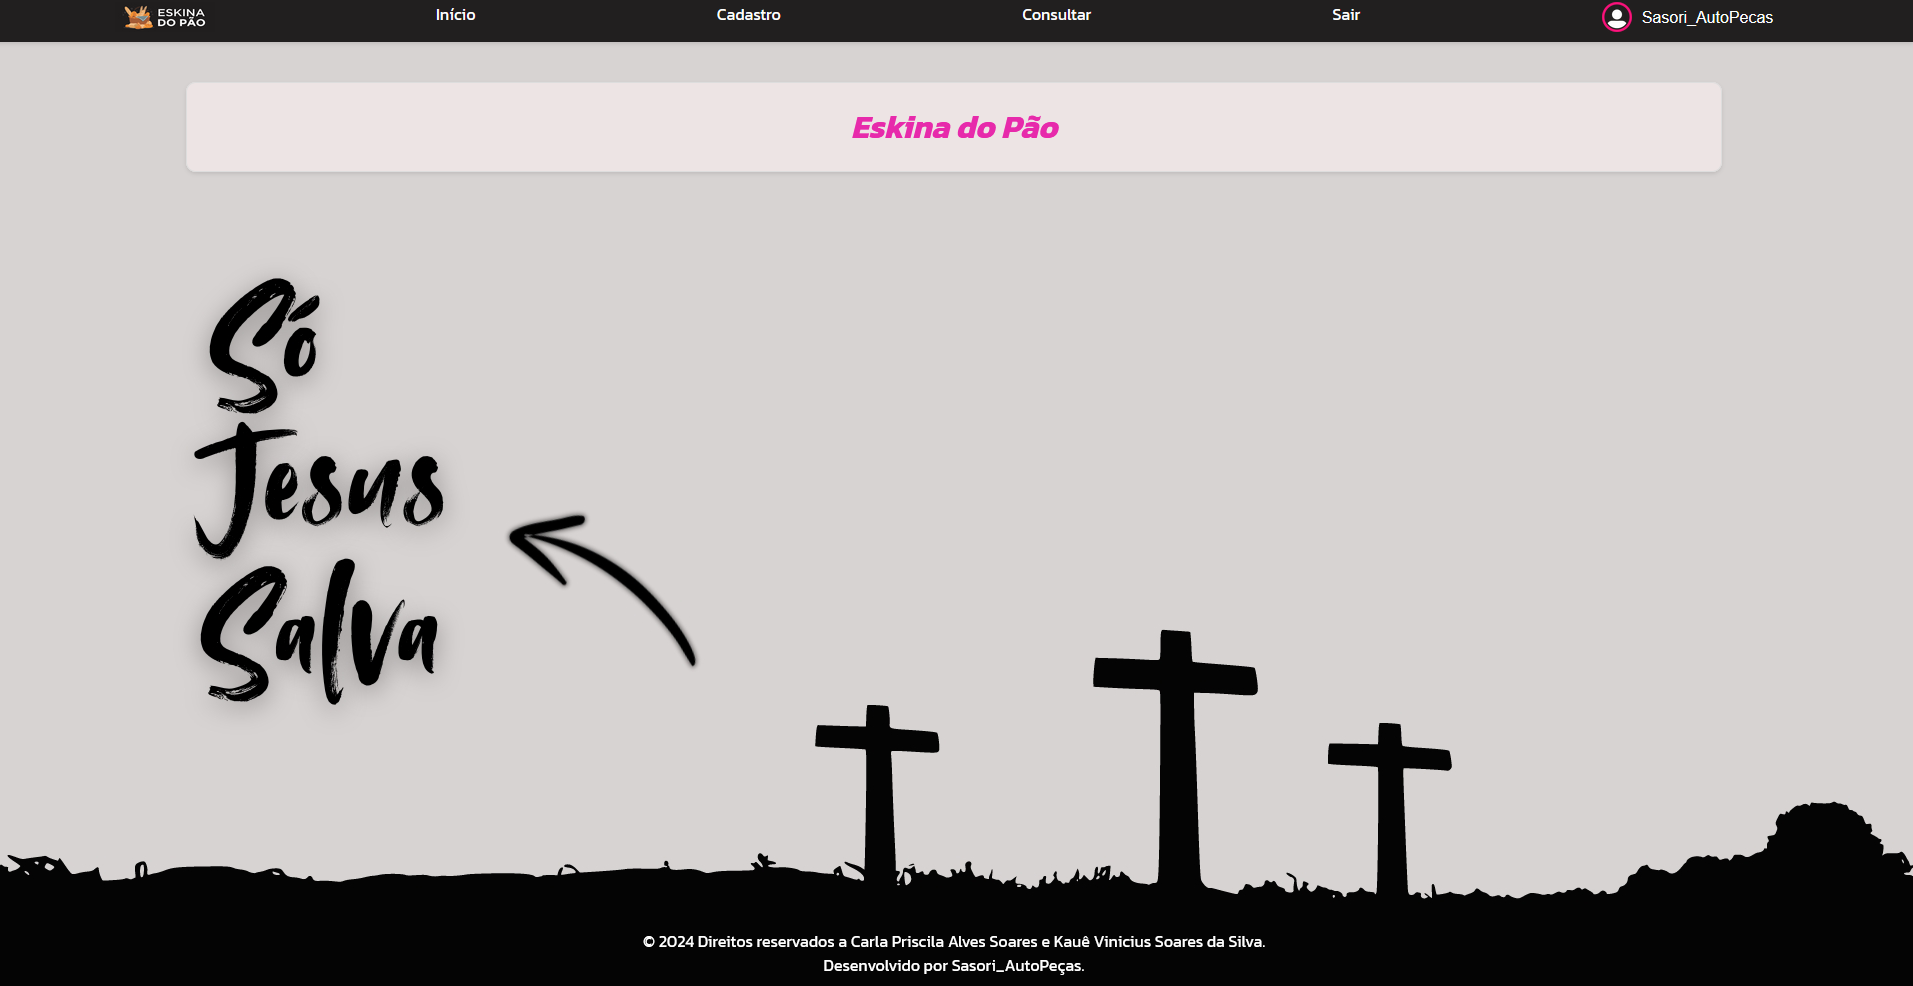 ESKINA
DO PÃO
Início
Cadastro
Consultar
Sair
Sasori_AutoPecas
Eskina do Pão
Só
Jesus
Salva
© 2024 Direitos reservados a Carla Priscila Alves Soares e Kauê Vinicius Soares da Silva.
Desenvolvido por Sasori_AutoPeças.